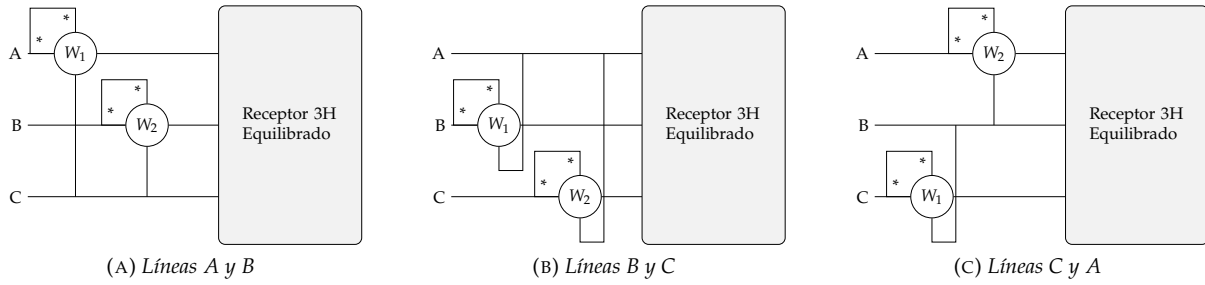 A
*
*
W1
B
*
*
W2
C
Receptor 3H
Equilibrado
(A) Líneas A y B
A
B
*
*
W1
C
*
*
W2
Receptor 3H
Equilibrado
(B) Líneas B y C
A
*
*
W2
B
C
*
*
W1
Receptor 3H
Equilibrado
(C) Líneas C y A